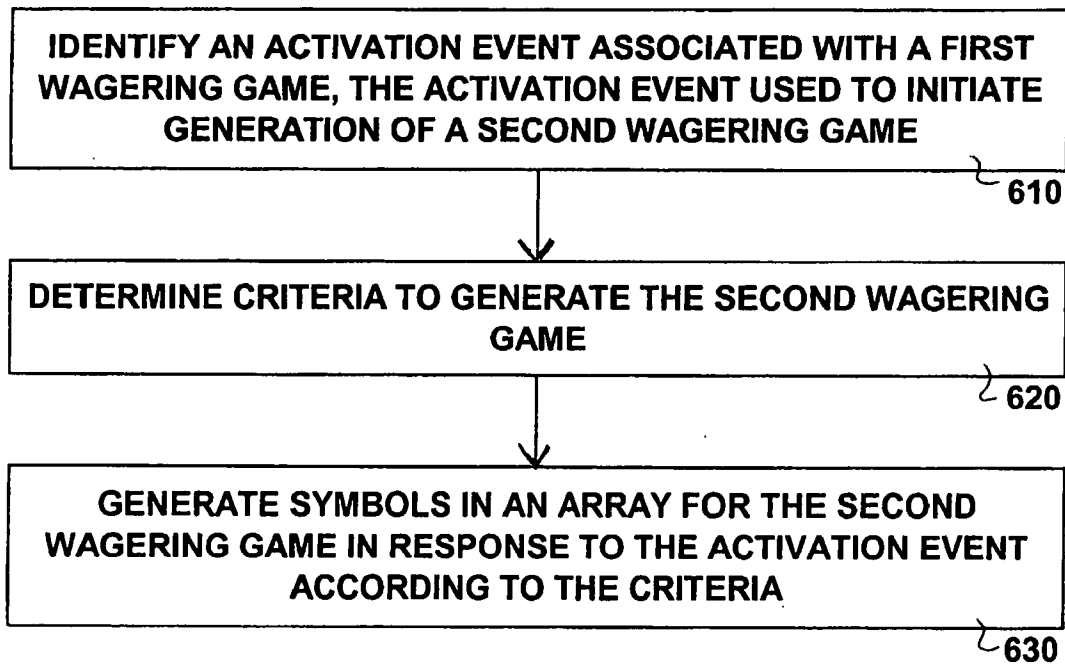 IDENTIFY AN ACTIVATION EVENT ASSOCIATED WITH A FIRST
WAGERING GAME, THE ACTIVATION EVENT USED TO INITIATE
GENERATION OF A SECOND WAGERING GAME
610
DETERMINE CRITERIA TO GENERATE THE SECOND WAGERING
GAME
620
GENERATE SYMBOLS IN AN ARRAY FOR THE SECOND
WAGERING GAME IN RESPONSE TO THE ACTIVATION EVENT
ACCORDING TO THE CRITERIA
630